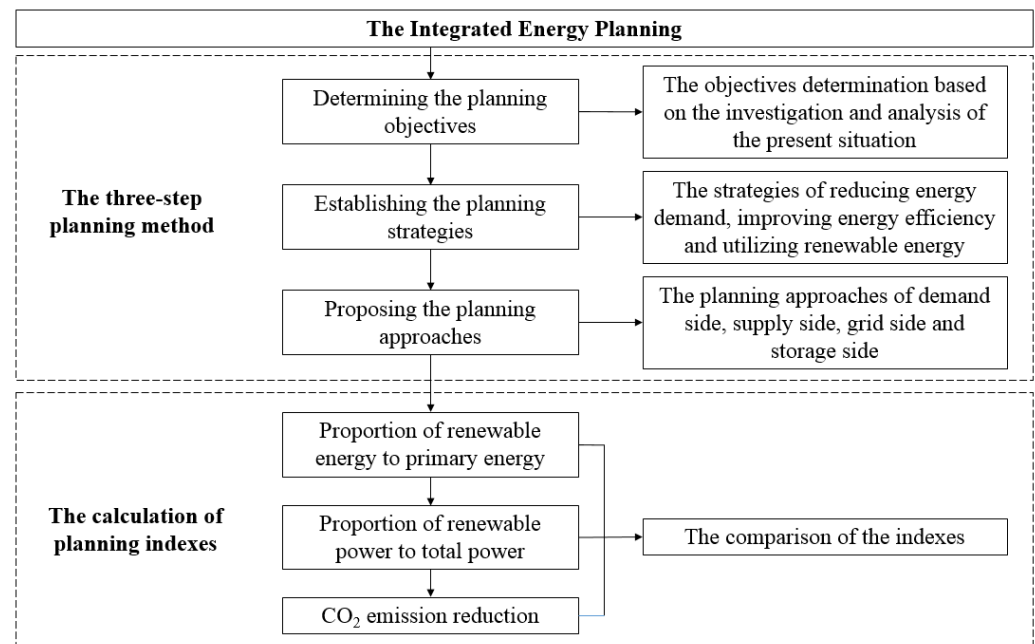 The Integrated Energy Planning
The three-step
planning method
Determining the planning
objectives
The objectives determination based
on the investigation and analysis of
the present situation
Establishing the planning
strategies
The strategies of reducing energy
demand, improving energy efficiency
and utilizing renewable energy
Proposing the planning
approaches
The planning approaches of demand
side, supply side, grid side and
storage side
The calculation of
planning indexes
Proportion of renewable
energy to primary energy
Proportion of renewable
power to total power
CO₂ emission reduction
The comparison of the indexes